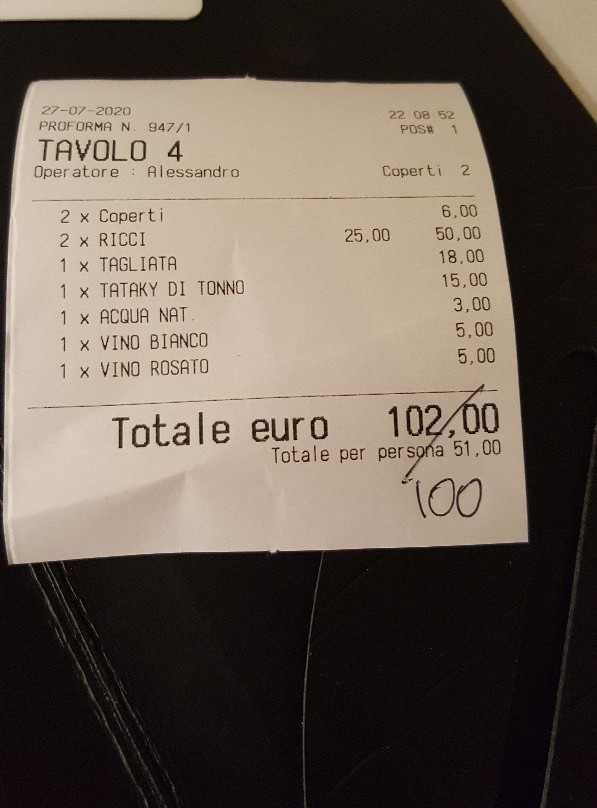 27-07-2020 22 08 52
PROFORMA N. 947/1 POS# 1
TAVOLO 4
Operatore : Alessandro Coperti 2
2 x Coperti 6,00
2 x RICCI 25,00 50,00
1 x TAGLIATA 18,00
1 x TATAKY DI TONNO 15,00
1 x ACQUA NAT. 3,00
1 x VINO BIANCO 5,00
1 x VINO ROSATO 5,00
Totale euro 102,00
Totale per persona 51,00
100